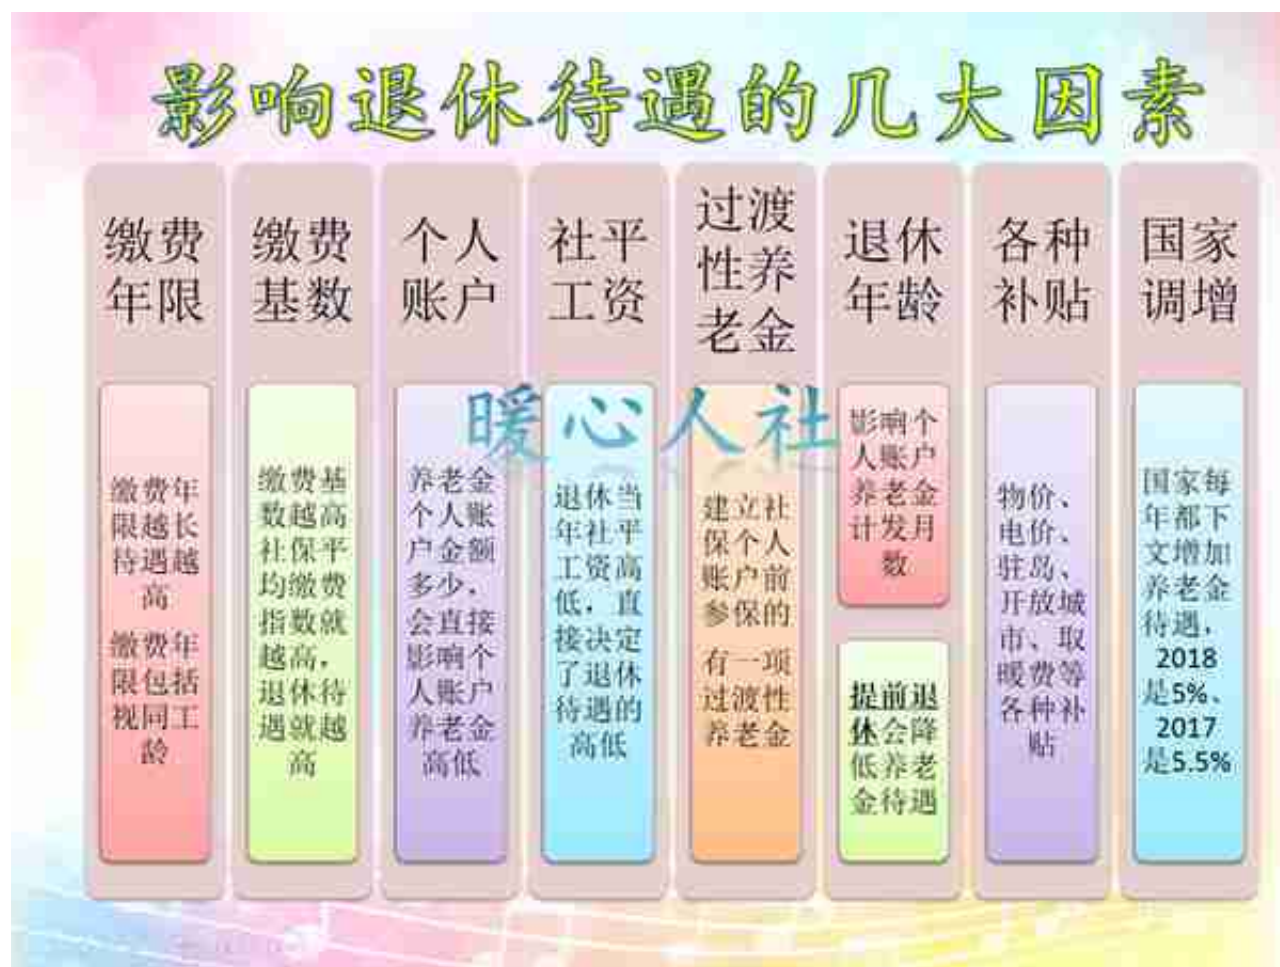 影响退休待遇的几大因素
缴费
年限
缴费年
限越长
待遇越
高
缴费年
限包括
视同工
龄
缴费
基数
缴费基
数越高
社保平
均缴费
指数就
越高，
退休待
遇就越
高
个人
账户
养老金
个人账
户金额
多少，
会直接
影响个
人账户
养老金
高低
社平
工资
退休当
年社平
工资高
低，直
接决定
了退休
待遇的
高低
过渡
性养
老金
建立社
保个人
账户前
参保的
有一项
过渡性
养老金
退休
年龄
影响个
人账户
养老金
计发月
数
提前退
休会降
低养老
金待遇
各种
补贴
物价、
电价、
驻岛、
开放城
市、取
暖费等
各种补
贴
国家
调增
国家每
年都下
文增加
养老金
待遇，
2018
是5%、
2017
是5.5%
暖心人社